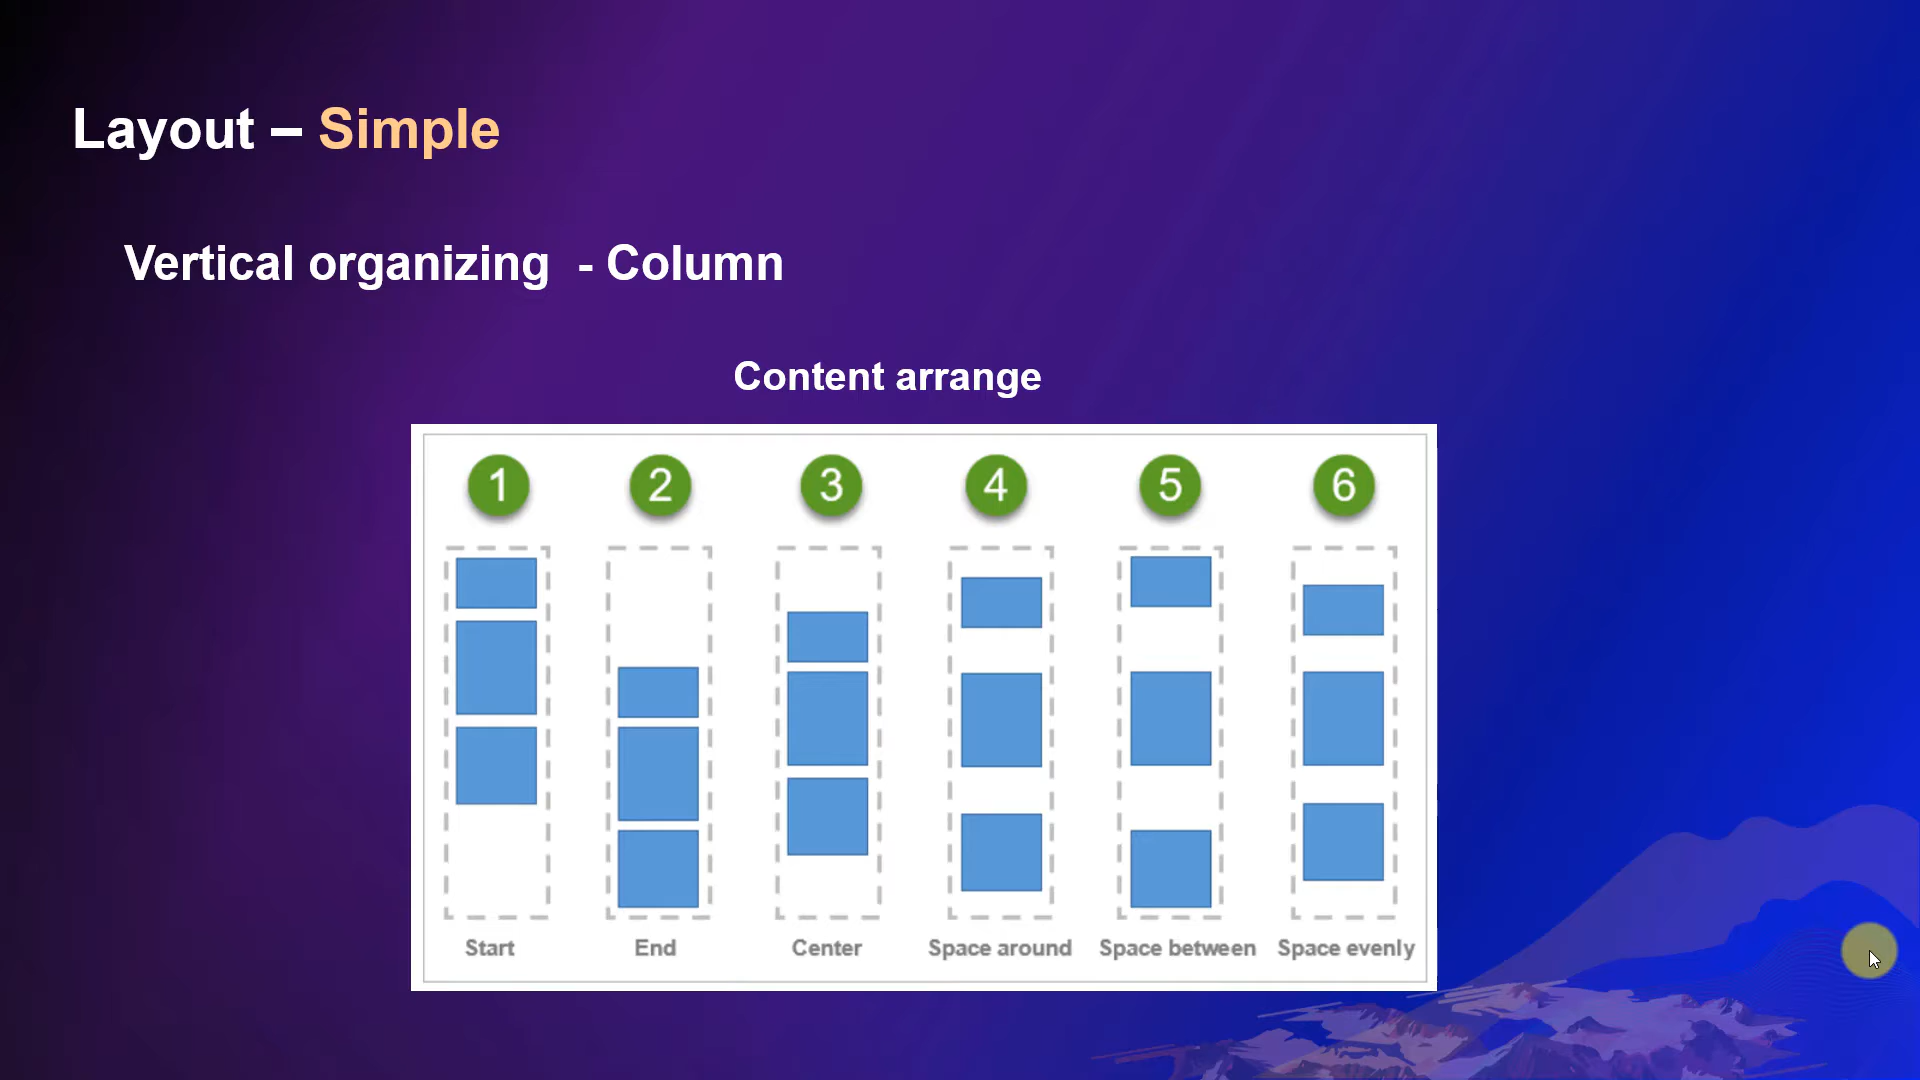 Layout – Simple
Vertical organizing - Column
Content arrange
1 2 3 4 5 6
Start End Center Space around Space between Space evenly